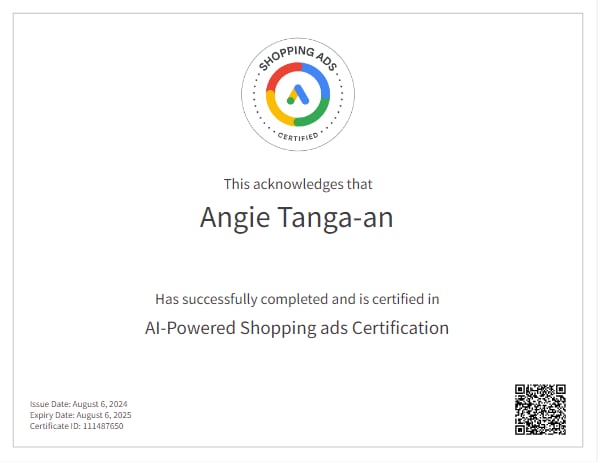 SHOPPING ADS
CERTIFIED
This acknowledges that
Angie Tanga-an
Has successfully completed and is certified in
AI-Powered Shopping ads Certification
Issue Date: August 6, 2024
Expiry Date: August 6, 2025
Certificate ID: 111487650